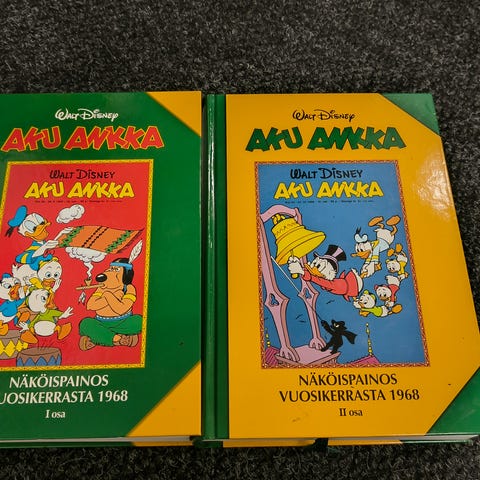 Walt Disney
AKU ANKKA
WALT DISNEY
AKU ANKKA
NÄKÖISPAINOS
UOSIKERRASTA 1968
I osa
Walt Disney
AKU ANKKA
WALT DISNEY
AKU ANKKA
NÄKÖISPAINOS
VUOSIKERRASTA 1968
II osa